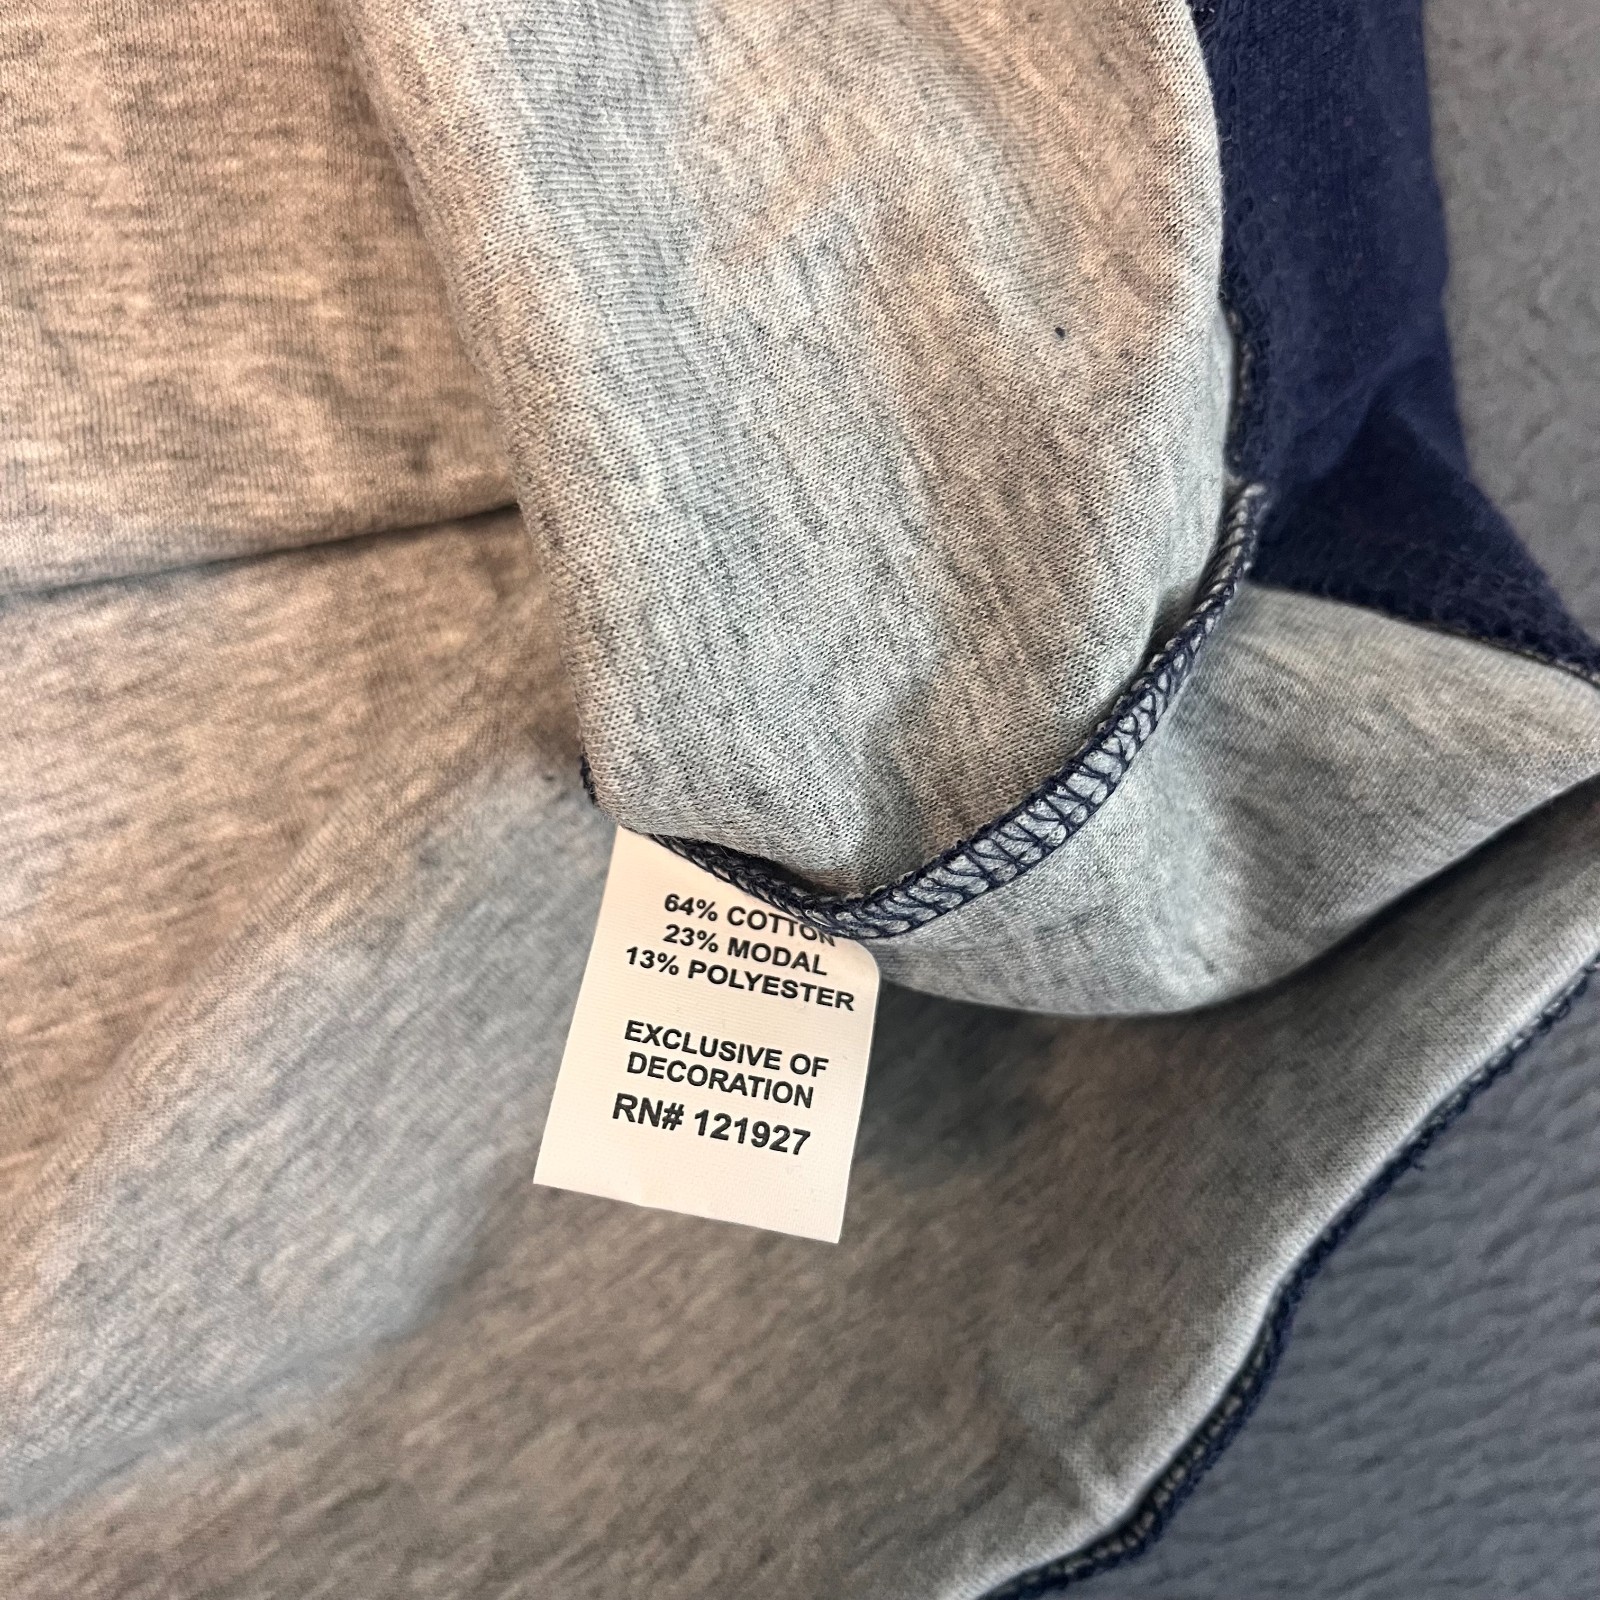 64% COTTON
23% MODAL
13% POLYESTER
EXCLUSIVE OF
DECORATION
RN# 121927